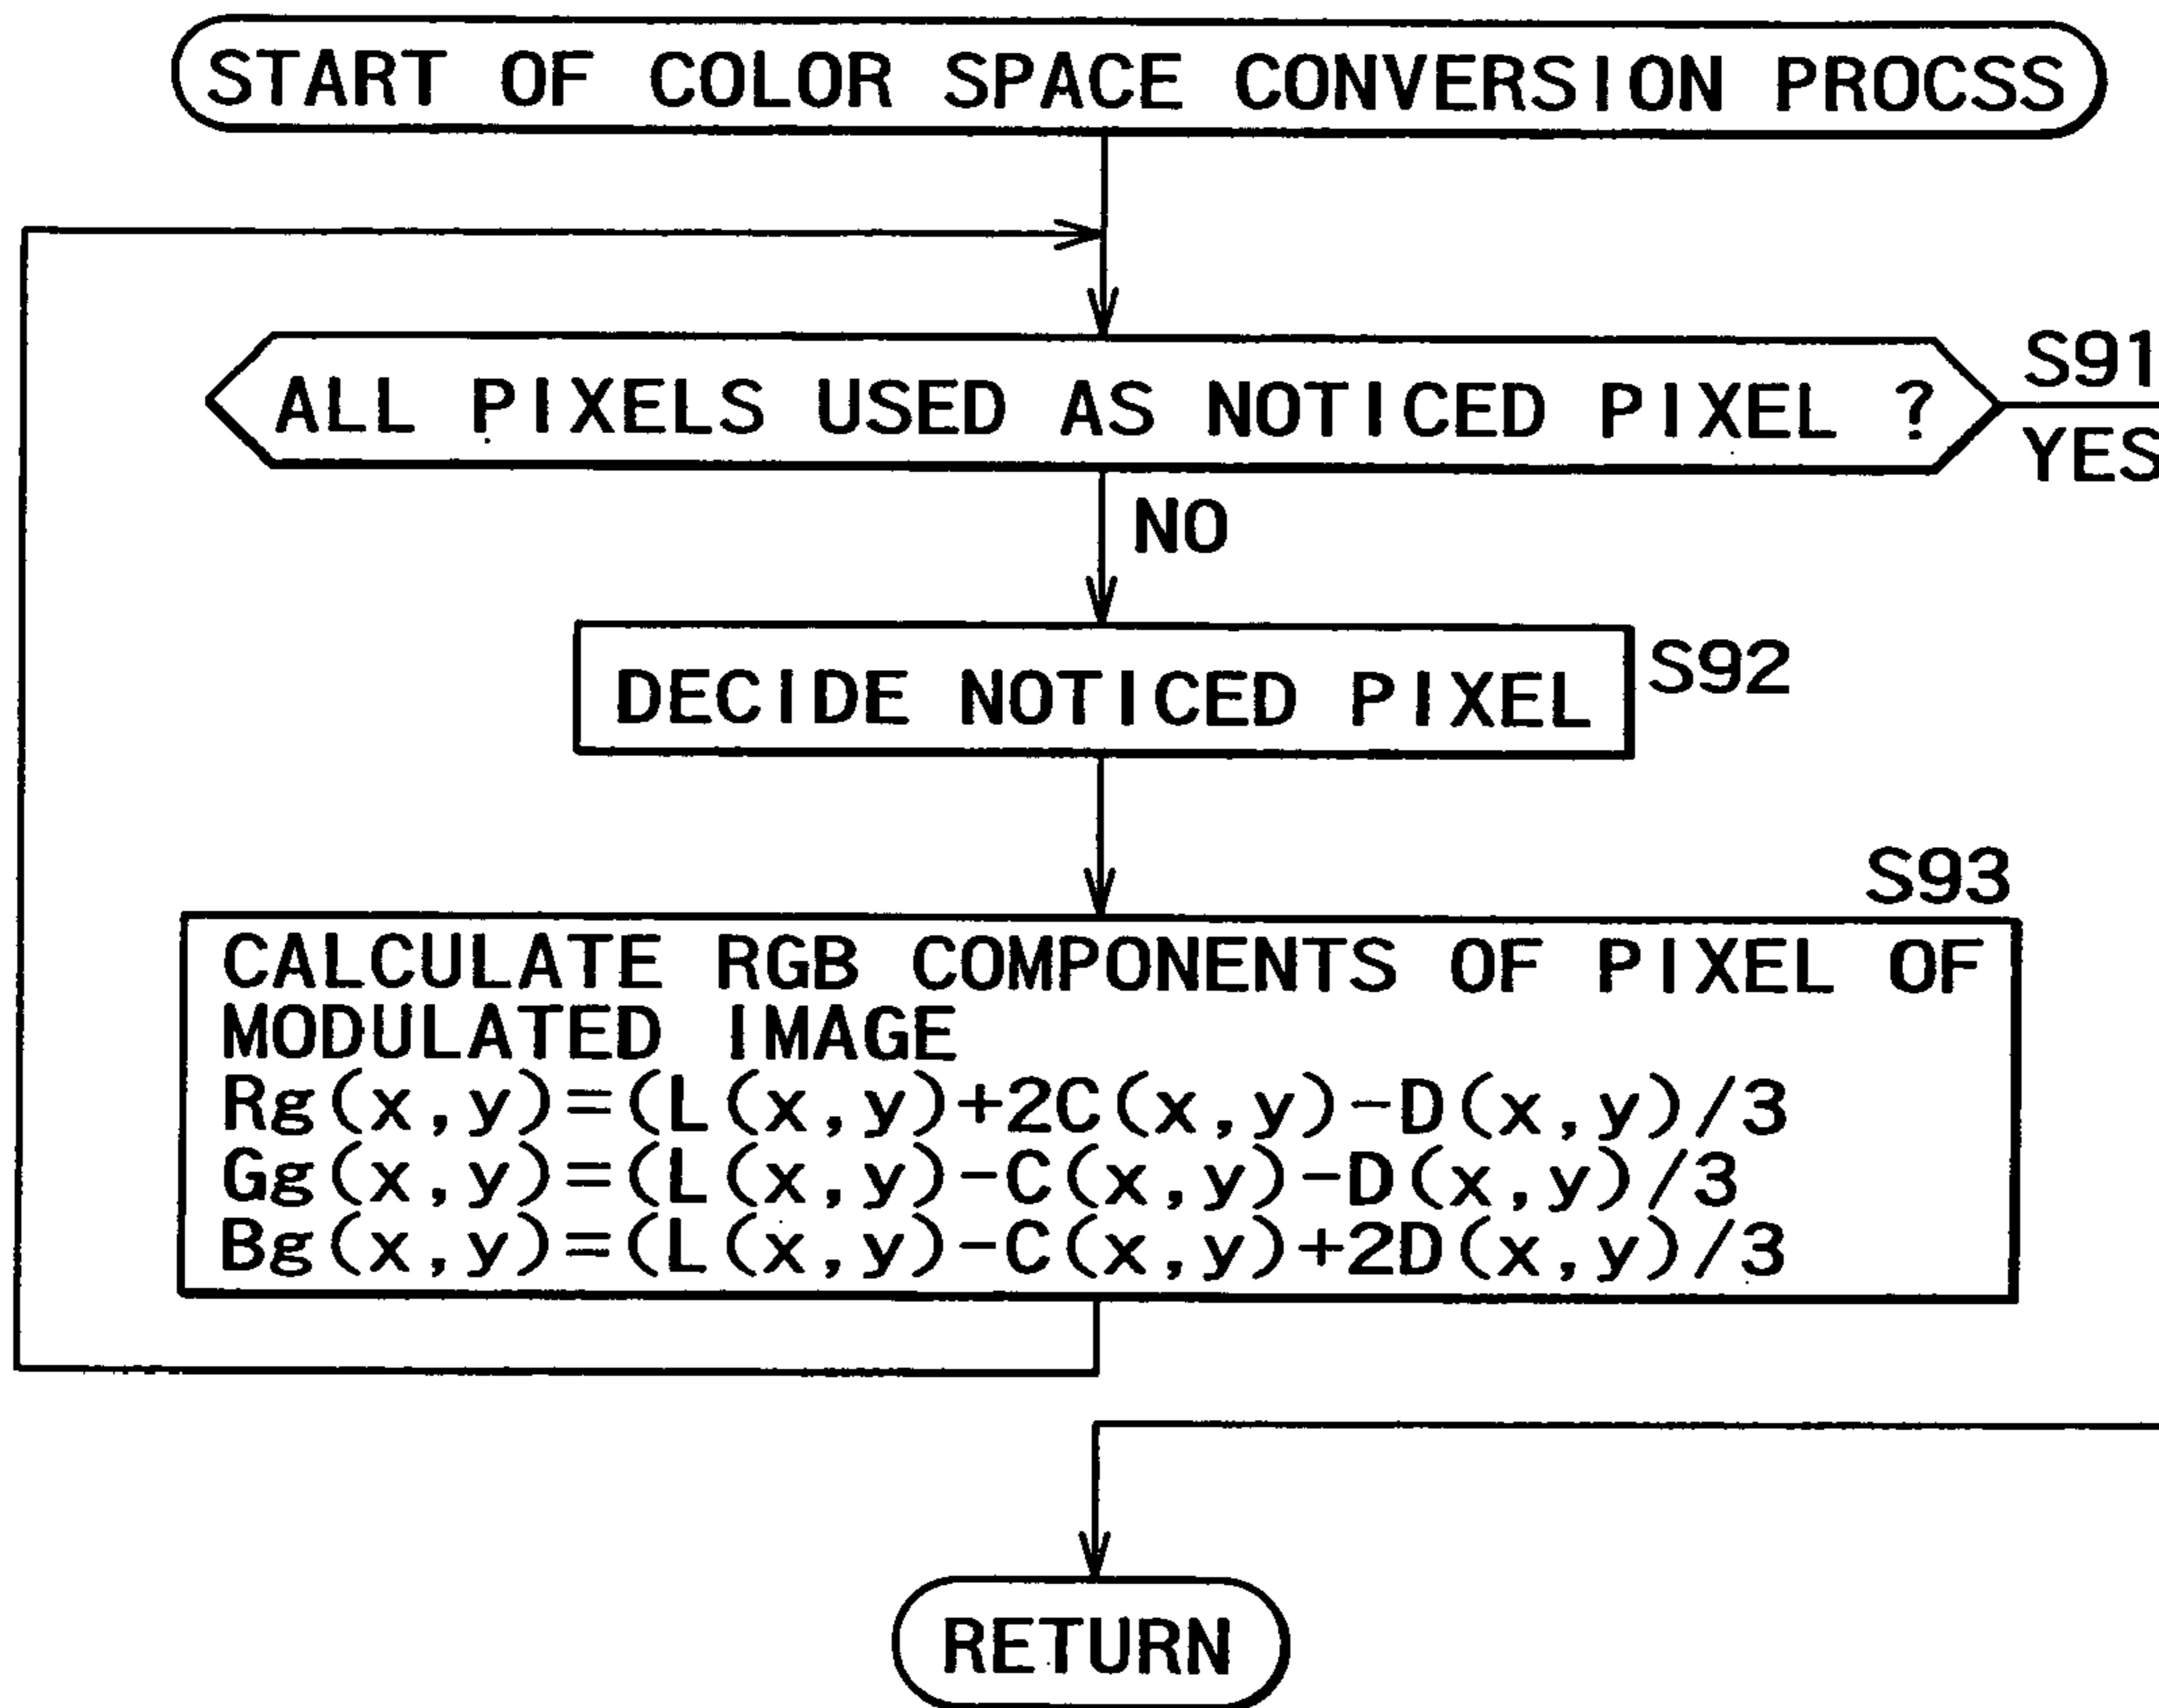 START OF COLOR SPACE CONVERSION PROCSS
ALL PIXELS USED AS NOTICED PIXEL ?
S91
YES
NO
DECIDE NOTICED PIXEL
S92
S93
CALCULATE RGB COMPONENTS OF PIXEL OF
MODULATED IMAGE
Rg(x,y)=(L(x,y)+2C(x,y)-D(x,y)/3
Gg(x,y)=(L(x,y)-C(x,y)-D(x,y)/3
Bg(x,y)=(L(x,y)-C(x,y)+2D(x,y)/3
RETURN